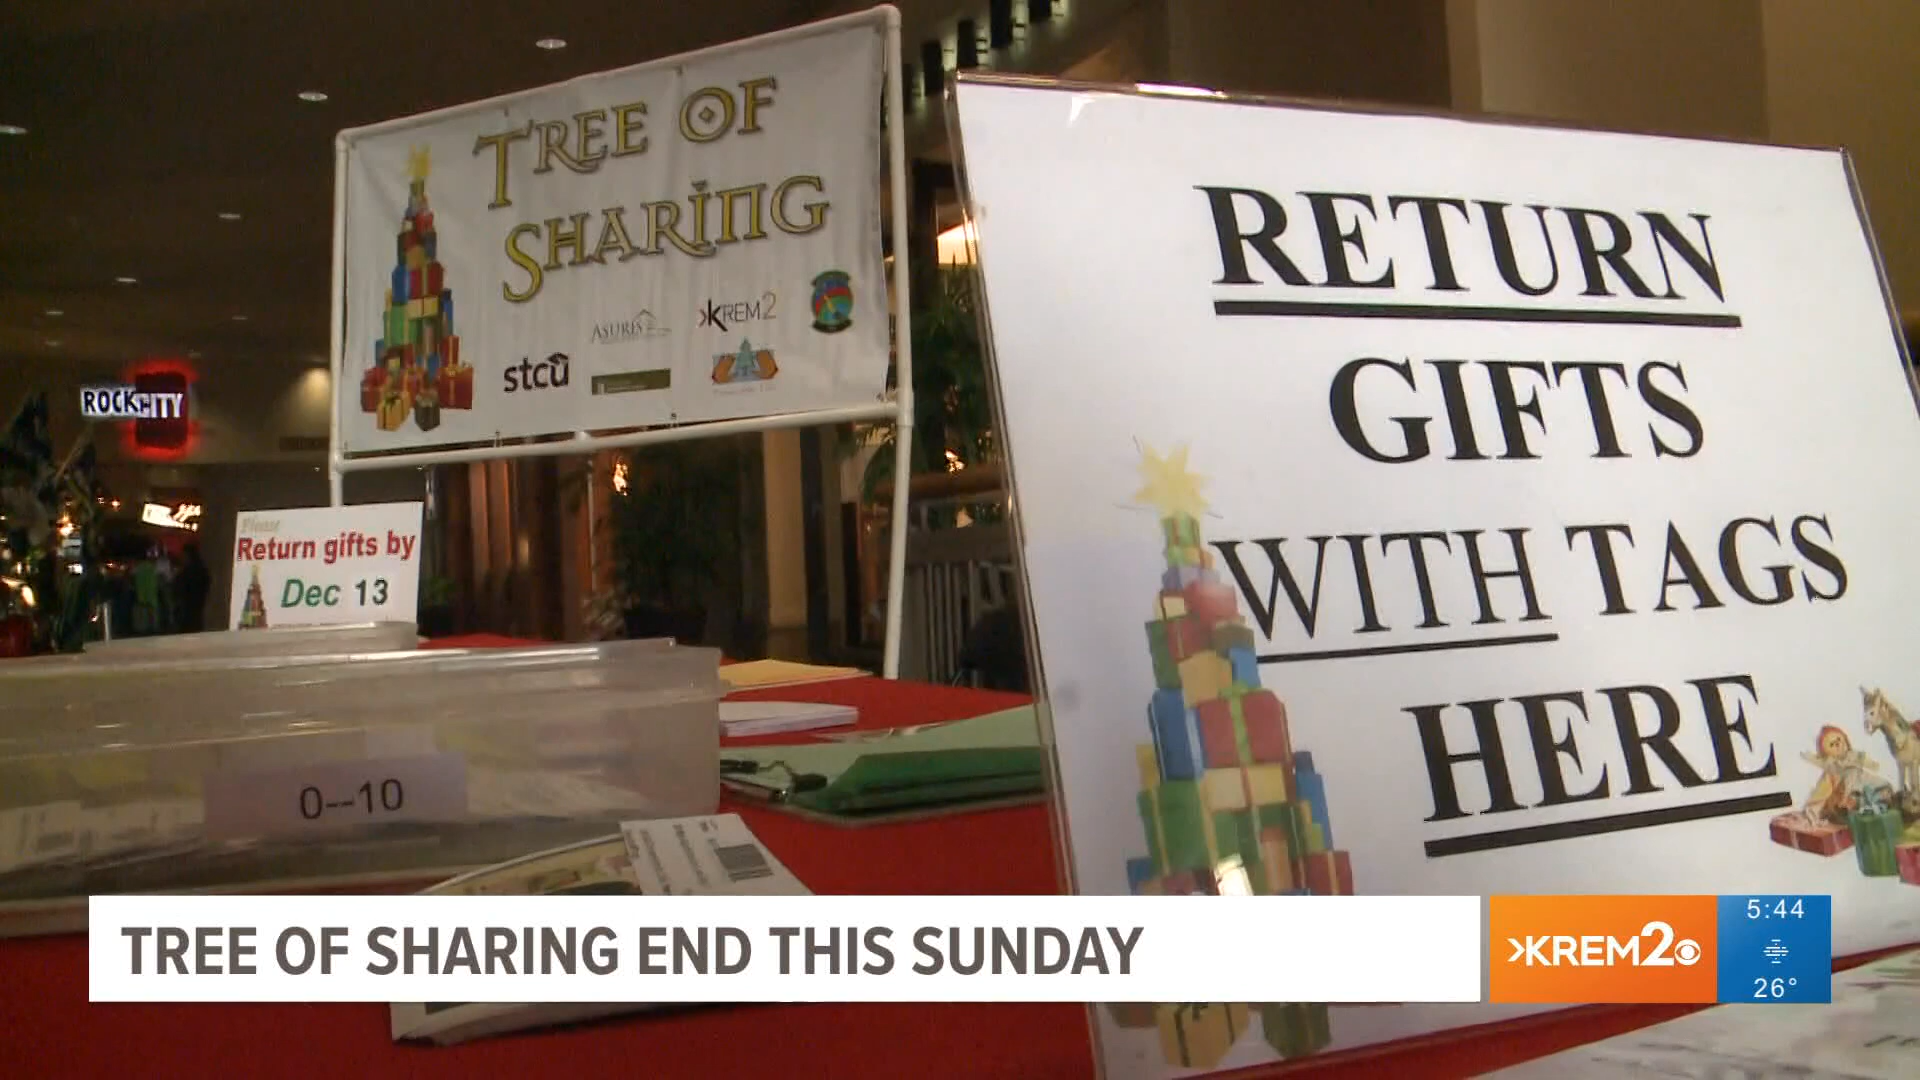 TREE OF
SHARING
ASURIS
KREM2
stcu
ROCK CITY
Please
Return gifts by
Dec 13
0--10
RETURN
GIFTS
WITH TAGS
HERE
TREE OF SHARING END THIS SUNDAY
KREM2
5:44
26°